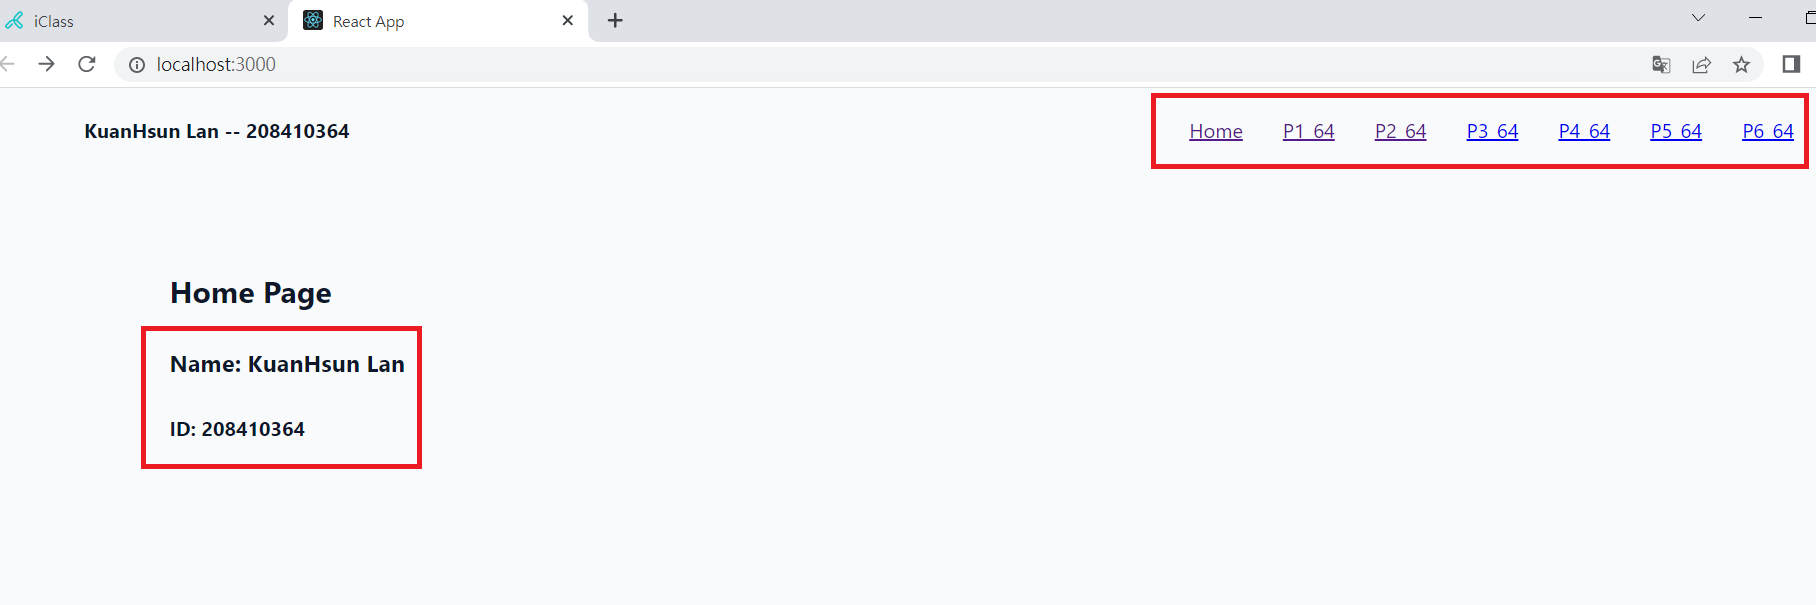 iClass
React App
localhost:3000
KuanHsun Lan -- 208410364
Home P1_64 P2_64 P3_64 P4_64 P5_64 P6_64
Home Page
Name: KuanHsun Lan
ID: 208410364